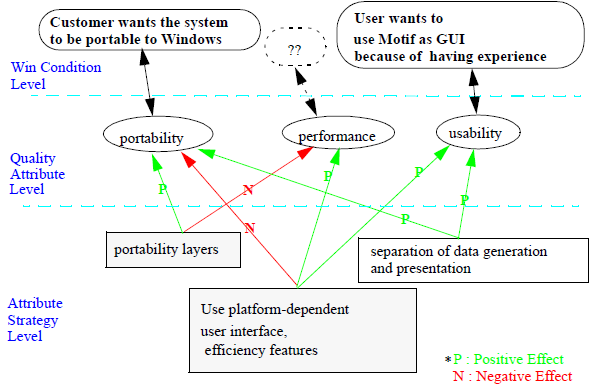 Customer wants the system
to be portable to Windows
??
User wants to
use Motif as GUI
because of having experience
Win Condition
Level
portability
performance
usability
Quality
Attribute
Level
P
N
P
P
P
P
N
portability layers
separation of data generation
and presentation
Attribute
Strategy
Level
Use platform-dependent
user interface,
efficiency features
*P : Positive Effect
N : Negative Effect